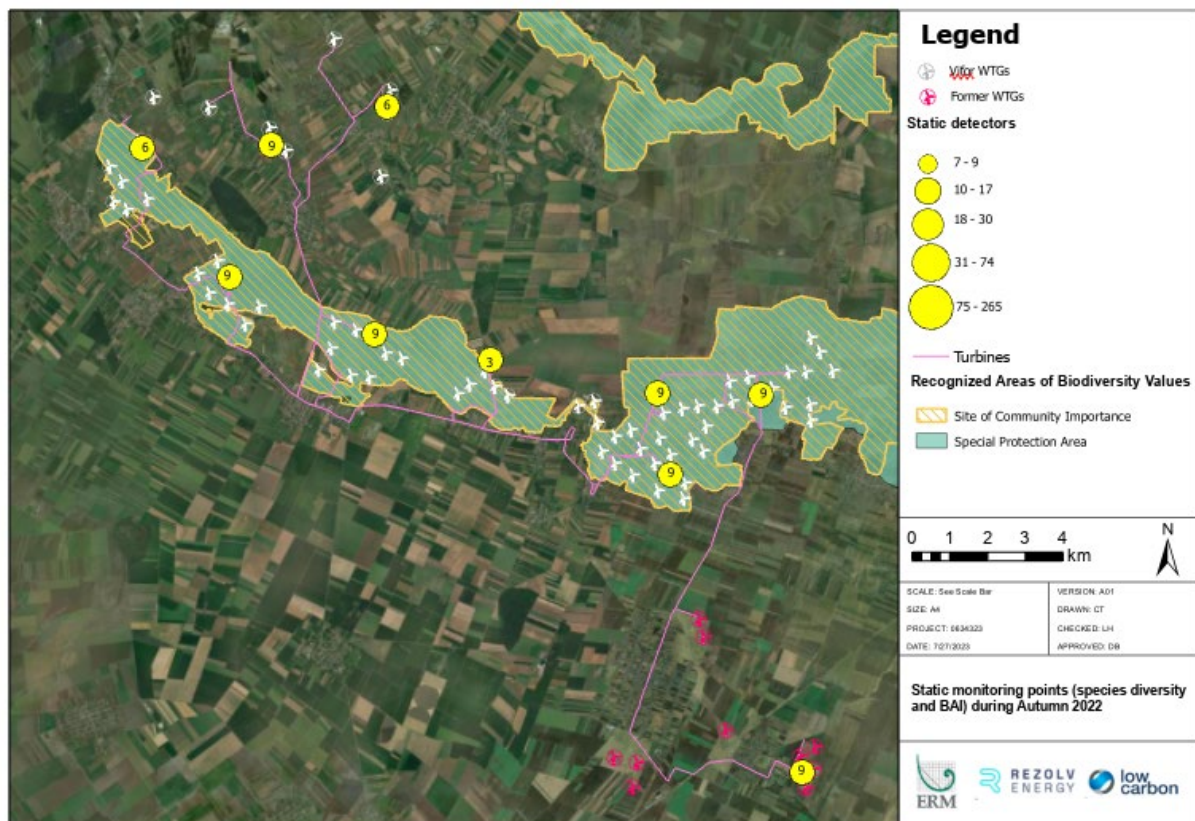 Legend
Vifor WTGs
Former WTGs
Static detectors
7 - 9
10 - 17
18 - 30
31 - 74
75 - 265
Turbines
Recognized Areas of Biodiversity Values
Site of Community Importance
Special Protection Area
6
9
6
9
9
3
9
9
9
9
0 1 2 3 4
km
N
SCALE: See Scale Bar
VERSION: A01
SIZE: A4
DRAWN: CT
PROJECT: 0634323
CHECKED: LH
DATE: 7/27/2023
APPROVED: DB
Static monitoring points (species diversity
and BAI) during Autumn 2022
ERM
REZOLV
ENERGY
low
carbon